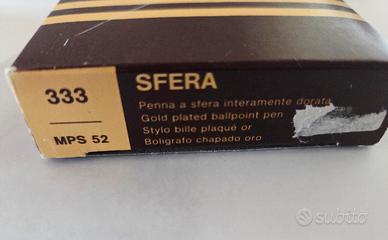 333
MPS 52
SFERA
Penna a sfera interamente dorata
Gold plated ballpoint pen
Stylo bille plaqué or
Boligrafo chapado oro
subito